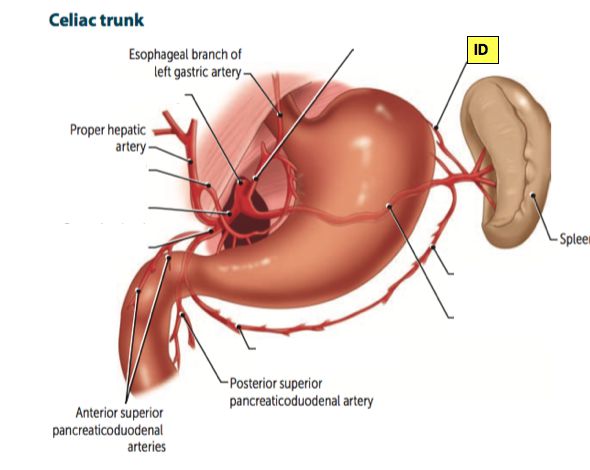 Celiac trunk
Esophageal branch of
left gastric artery
ID
Proper hepatic
artery
Spleen
Posterior superior
pancreaticoduodenal artery
Anterior superior
pancreaticoduodenal
arteries